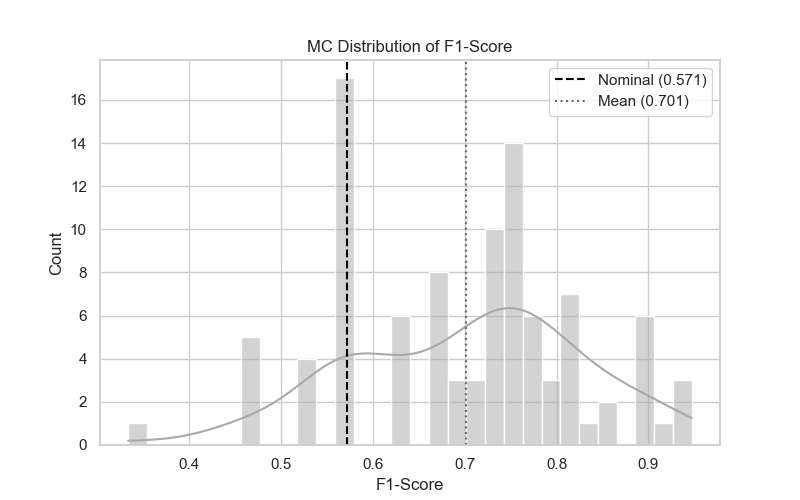 MC Distribution of F1-Score
Nominal (0.571)
Mean (0.701)
16
14
12
10
8
6
4
2
0
Count
0.4 0.5 0.6 0.7 0.8 0.9
F1-Score